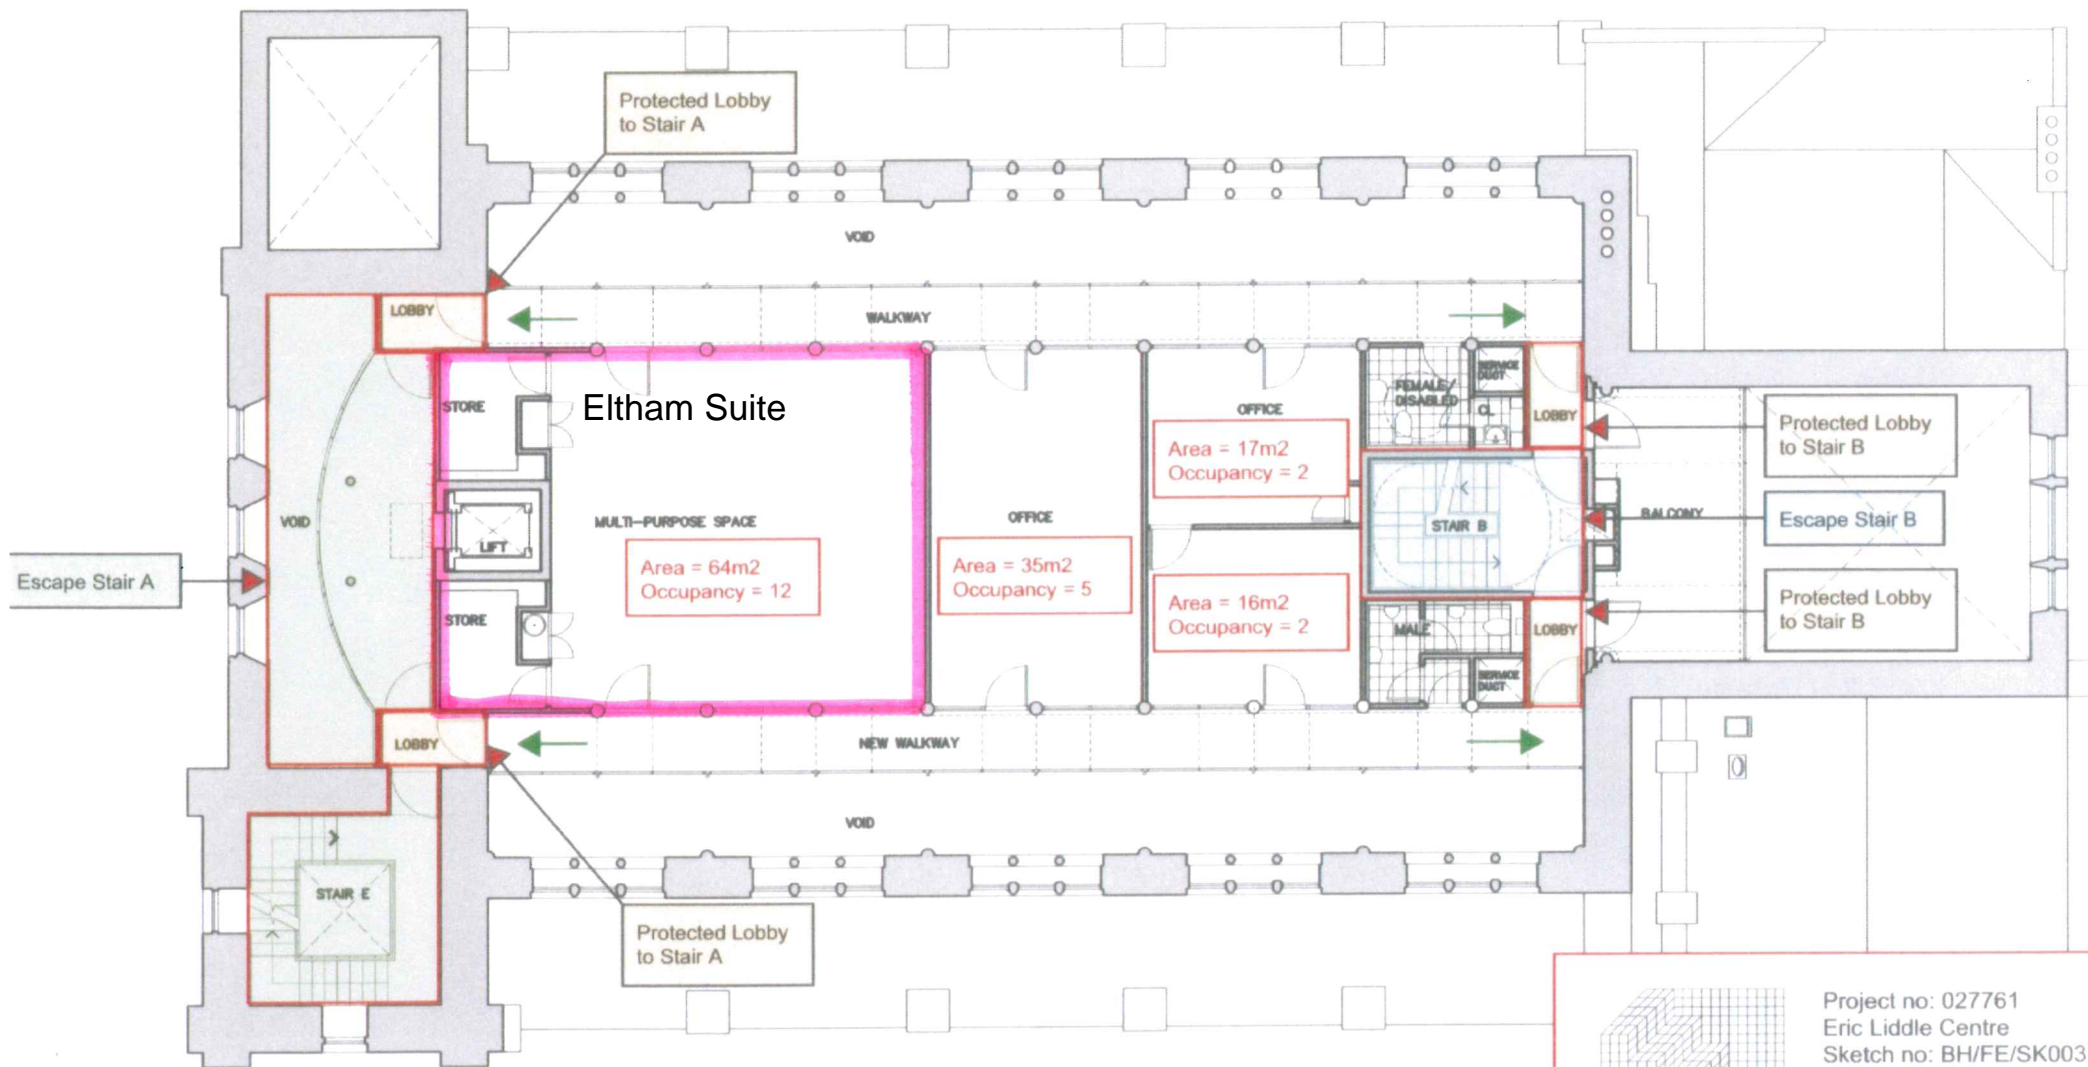 Protected Lobby
to Stair A
VOID
LOBBY
WALKWAY
STORE
Eltham Suite
OFFICE
FEMALE/
DISABLED
SERVICE
DUCT
CL
LOBBY
Protected Lobby
to Stair B
Area = 17m2
Occupancy = 2
VOID
MULTI-PURPOSE SPACE
OFFICE
STAIR B
BALCONY
Escape Stair B
LIFT
Escape Stair A
Area = 64m2
Occupancy = 12
Area = 35m2
Occupancy = 5
Area = 16m2
Occupancy = 2
Protected Lobby
to Stair B
STORE
MALE
LOBBY
SERVICE
DUCT
LOBBY
NEW WALKWAY
VOID
STAIR E
Protected Lobby
to Stair A
Project no: 027761
Eric Liddle Centre
Sketch no: BH/FE/SK003